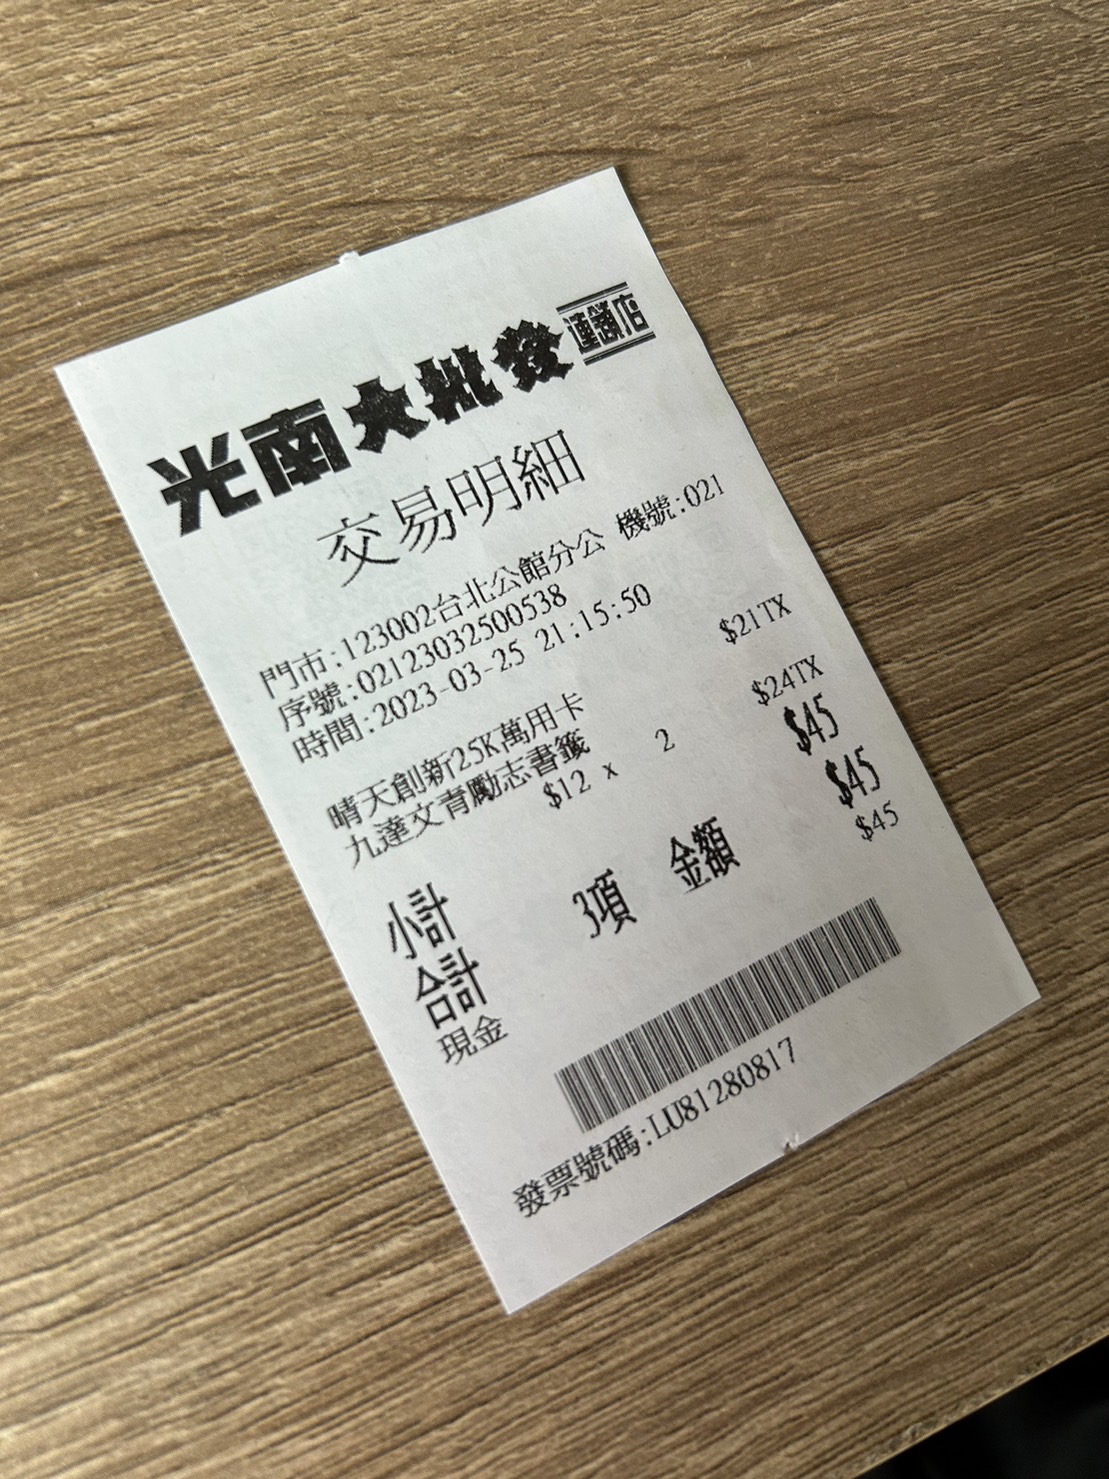 光南大批發連鎖店
交易明細
門市:123002台北公館分公 機號:021
序號:02123032500538
時間:2023-03-25 21:15:50
晴天創新25K萬用卡 $21TX
九達文青勵志書籤
$12 x 2 $24TX
小計 3項 金額 $45
合計 $45
現金 $45
發票號碼:LU81280817